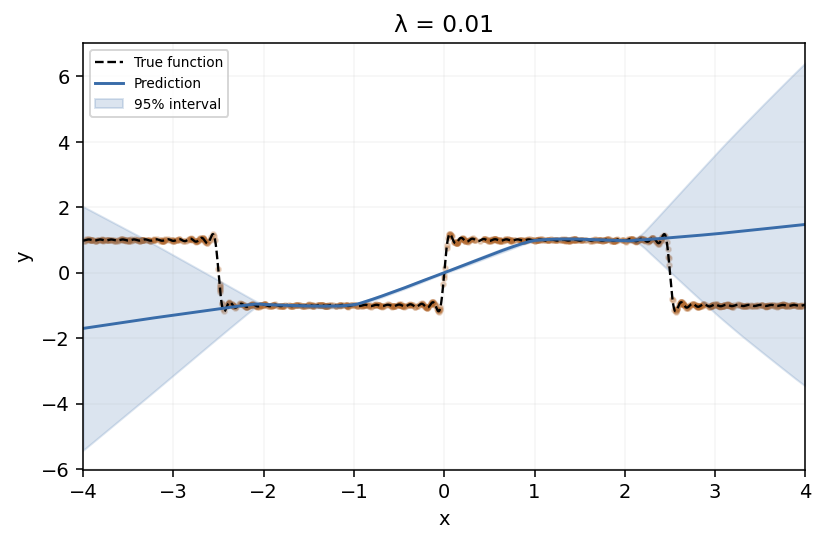 λ = 0.01
True function
Prediction
95% interval
y
6
4
2
0
−2
−4
−6
−4 −3 −2 −1 0 1 2 3 4
x